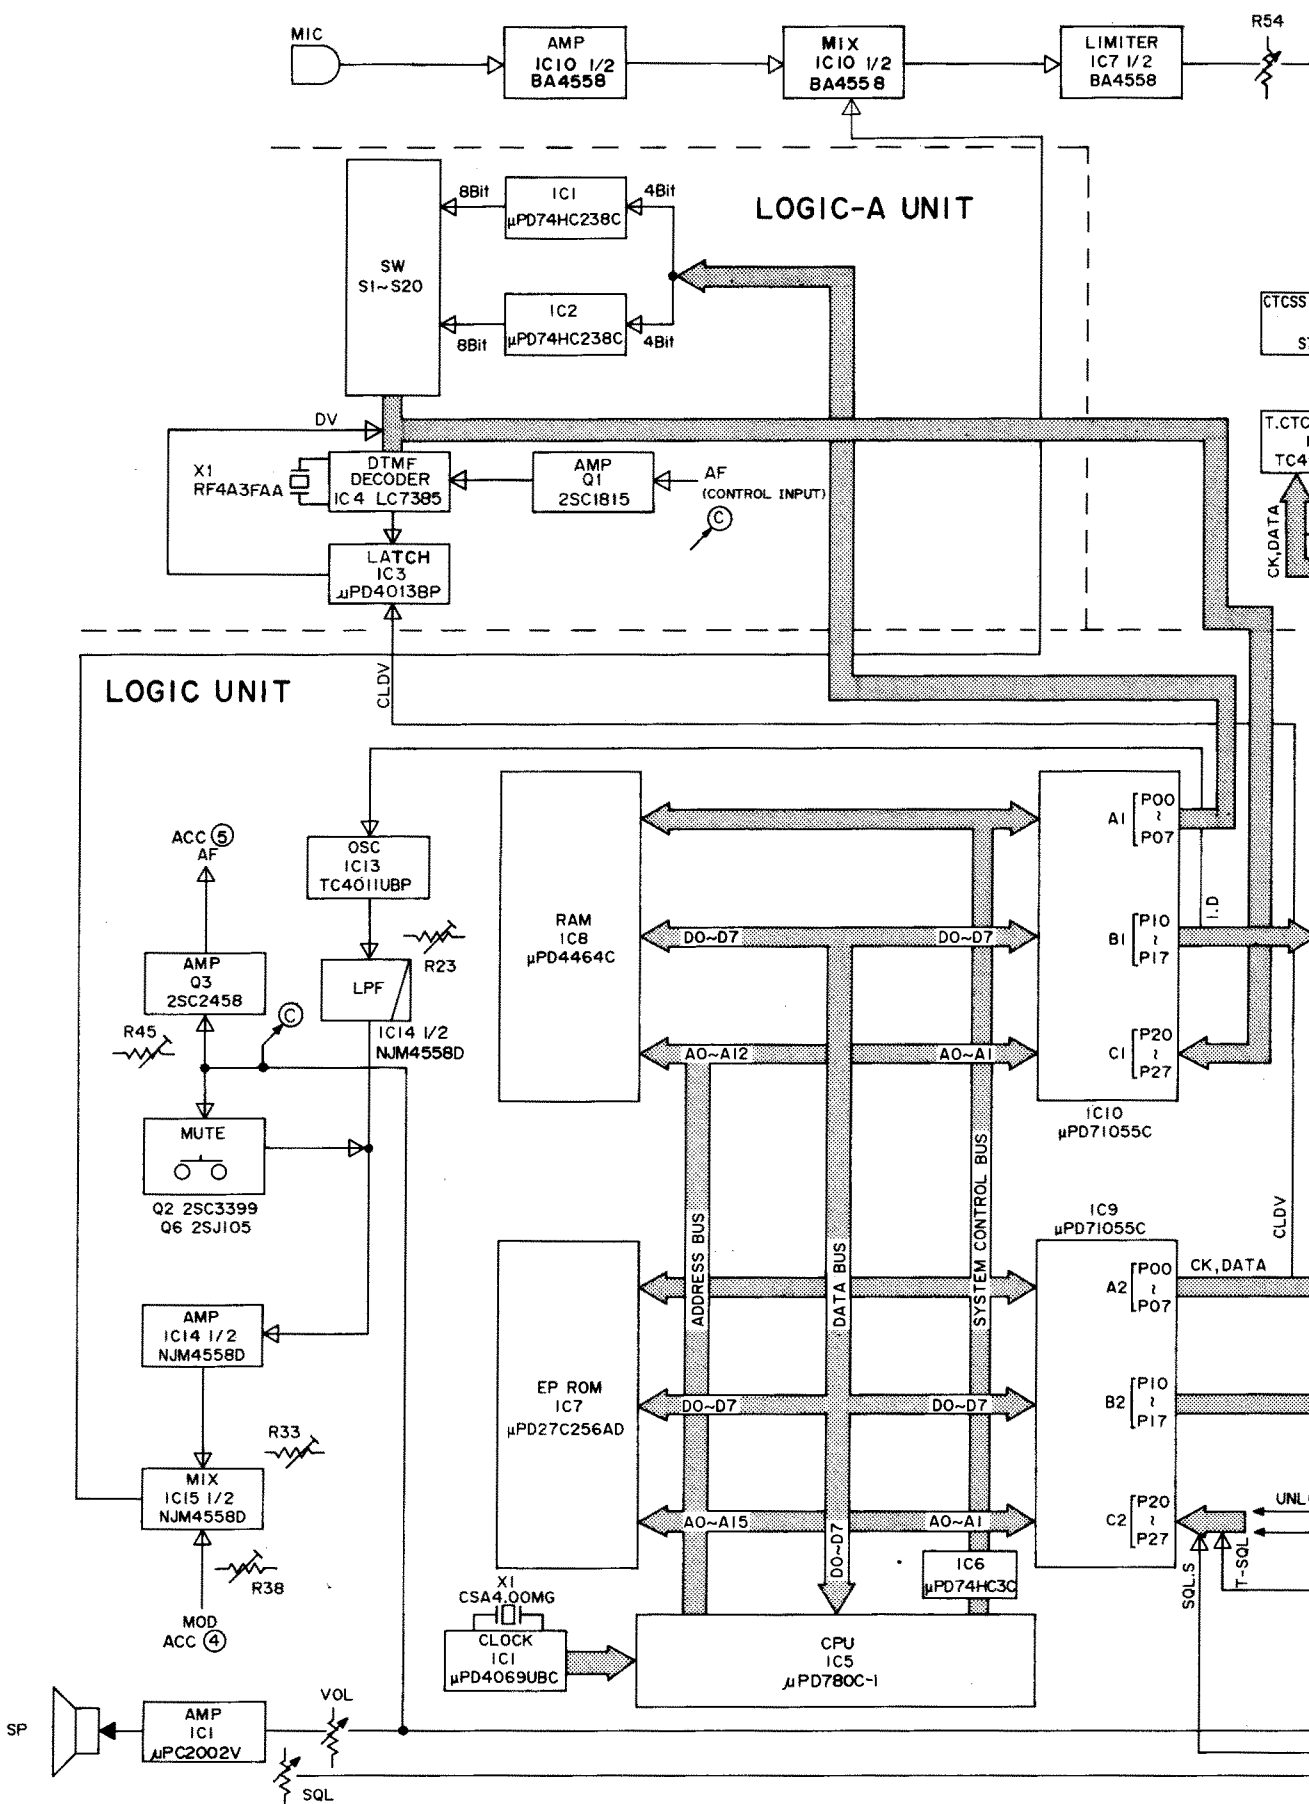 MIC
AMP
IC10 1/2
BA4558
MIX
IC10 1/2
BA4558
LIMITER
IC7 1/2
BA4558
R54
LOGIC-A UNIT
SW
S1~S20
8Bit
IC1
µPD74HC238C
4Bit
8Bit
IC2
µPD74HC238C
4Bit
CTCSS
T.CTC
CK,DATA
DV
X1
RF4A3FAA
DTMF
DECODER
IC4 LC7385
AMP
Q1
2SC1815
AF
(CONTROL INPUT)
C
LATCH
IC3
µPD4013BP
CLDV
LOGIC UNIT
ACC 5
AF
OSC
IC13
TC4011UBP
R23
AMP
Q3
2SC2458
LPF
IC14 1/2
NJM4558D
R45
C
MUTE
Q2 2SC3399
Q6 2SJ105
AMP
IC14 1/2
NJM4558D
R33
MIX
IC15 1/2
NJM4558D
R38
MOD
ACC 4
RAM
IC8
µPD4464C
D0~D7
D0~D7
A0~A12
A0~A1
A1
P00
~
P07
B1
P10
~
P17
C1
P20
~
P27
I.D
IC10
µPD71055C
ADDRESS BUS
DATA BUS
SYSTEM CONTROL BUS
EP ROM
IC7
µPD27C256AD
D0~D7
D0~D7
A0~A15
A0~A1
D0~D7
IC9
µPD71055C
CLDV
A2
P00
~
P07
CK,DATA
B2
P10
~
P17
C2
P20
~
P27
SQL.S
T-SQL
IC6
µPD74HC3C
X1
CSA4.00MG
CLOCK
IC1
µPD4069UBC
CPU
IC5
µPD780C-1
SP
AMP
IC1
µPC2002V
VOL
SQL